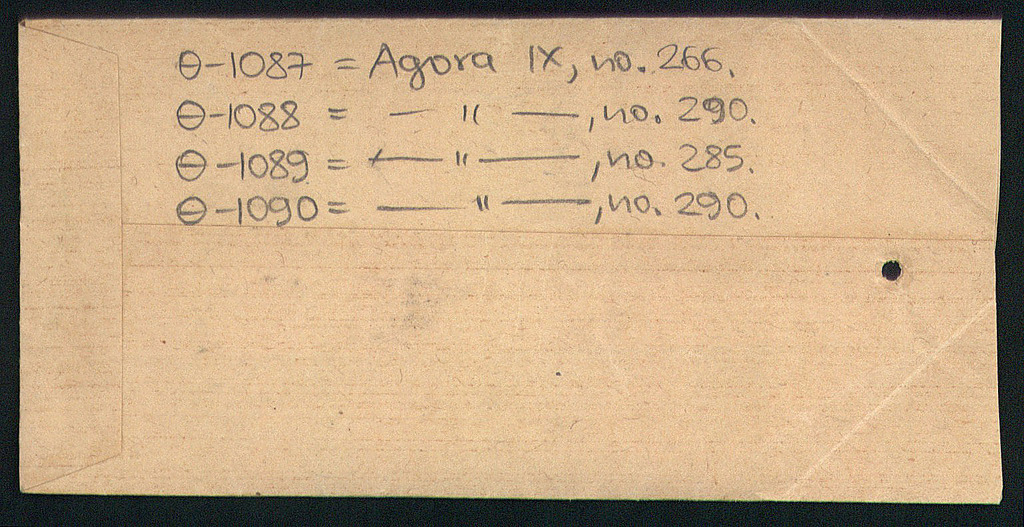 Θ-1087 = Agora IX, no. 266.
Θ-1088 = — " —, no. 290.
Θ-1089 = — " —, no. 285.
Θ-1090 = — " —, no. 290.